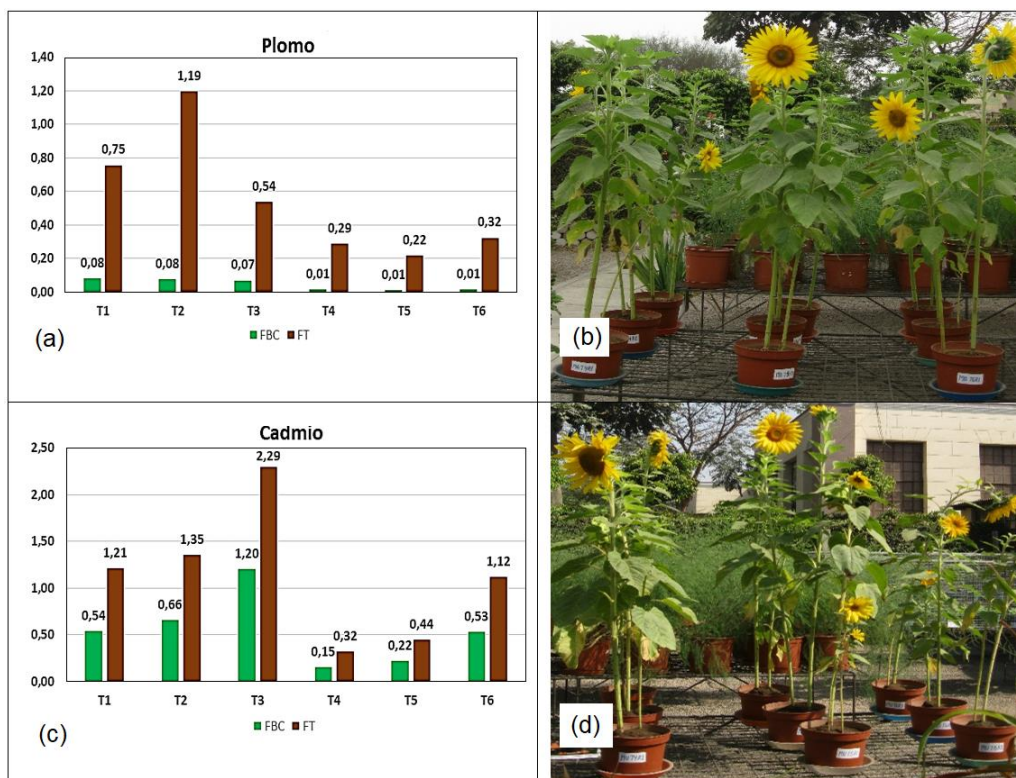 Plomo
1,40
1,20
1,00
0,80
0,60
0,40
0,20
0,00
0,08 0,75 0,08 1,19 0,07 0,54 0,01 0,29 0,01 0,22 0,01 0,32
T1 T2 T3 T4 T5 T6
FBC FT
(a)
(b)
Cadmio
2,50
2,00
1,50
1,00
0,50
0,00
0,54 1,21 0,66 1,35 1,20 2,29 0,15 0,32 0,22 0,44 0,53 1,12
T1 T2 T3 T4 T5 T6
FBC FT
(c)
(d)